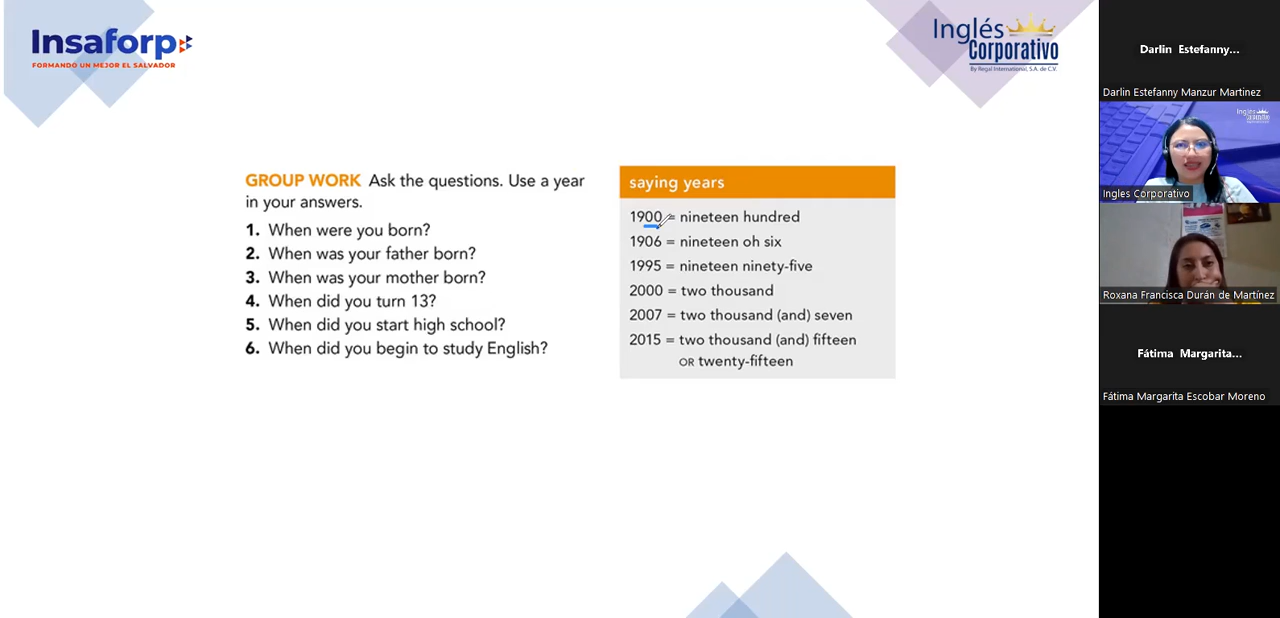 Insaforp
FORMANDO UN MEJOR EL SALVADOR
Inglés
Corporativo
By Regal International, S.A. de C.V.
GROUP WORK Ask the questions. Use a year
in your answers.
1. When were you born?
2. When was your father born?
3. When was your mother born?
4. When did you turn 13?
5. When did you start high school?
6. When did you begin to study English?
saying years
1900 = nineteen hundred
1906 = nineteen oh six
1995 = nineteen ninety-five
2000 = two thousand
2007 = two thousand (and) seven
2015 = two thousand (and) fifteen
OR twenty-fifteen
Darlin Estefanny...
Darlin Estefanny Manzur Martinez
Inglés
Ingles Corporativo
Roxana Francisca Durán de Martínez
Fátima Margarita...
Fátima Margarita Escobar Moreno